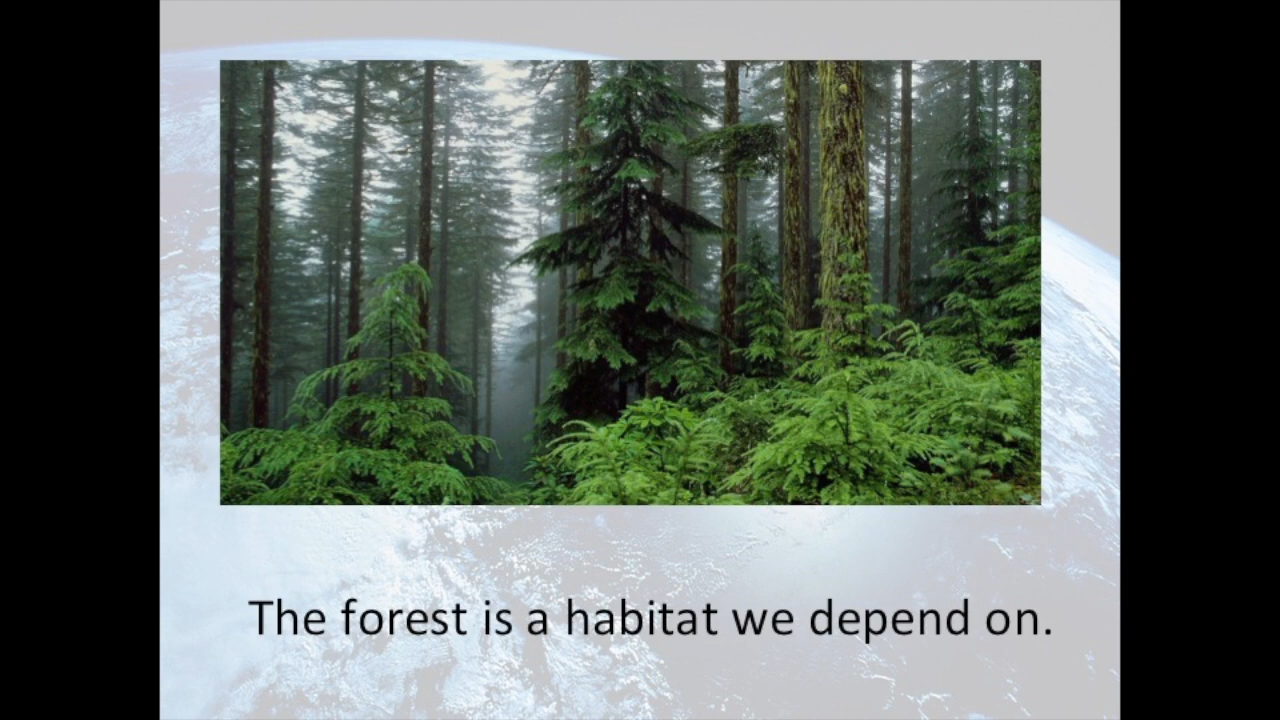 The forest is a habitat we depend on.